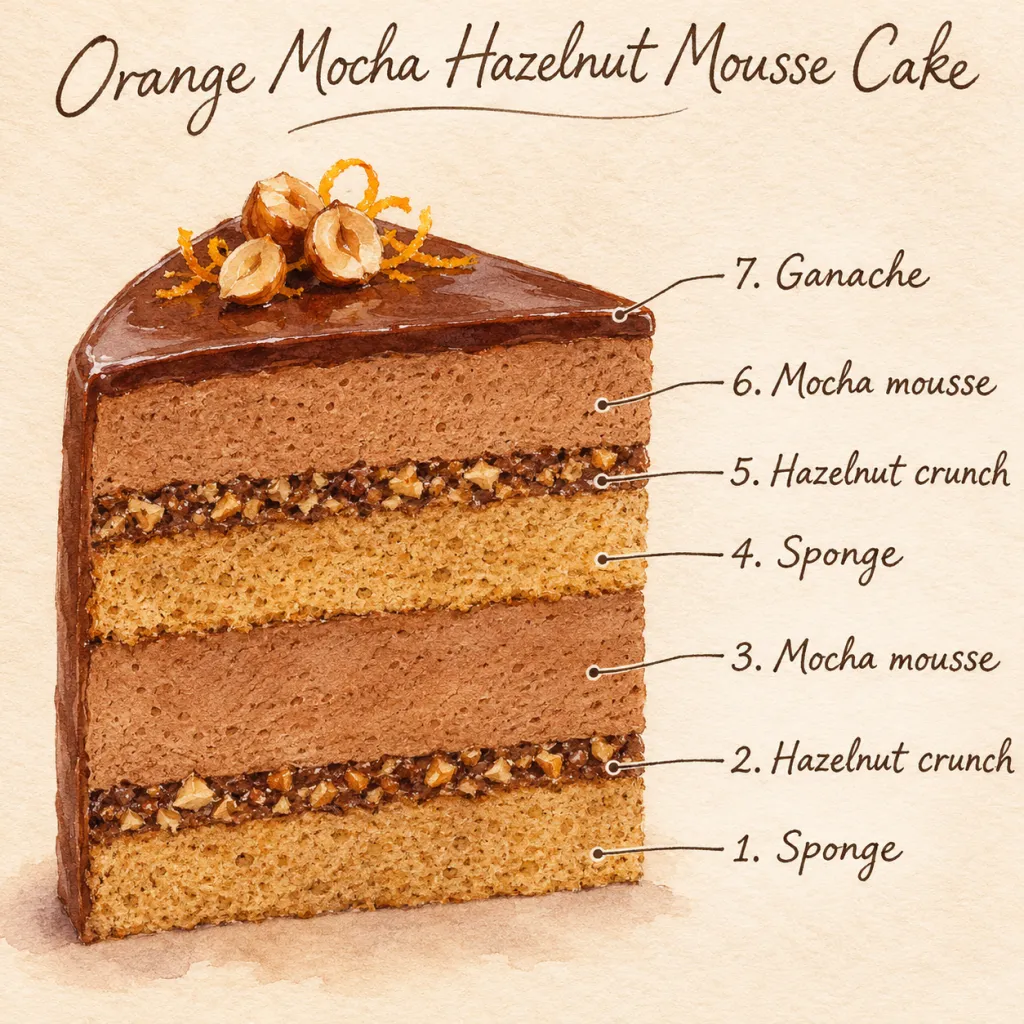 Orange Mocha Hazelnut Mousse Cake
7. Ganache
6. Mocha mousse
5. Hazelnut crunch
4. Sponge
3. Mocha mousse
2. Hazelnut crunch
1. Sponge